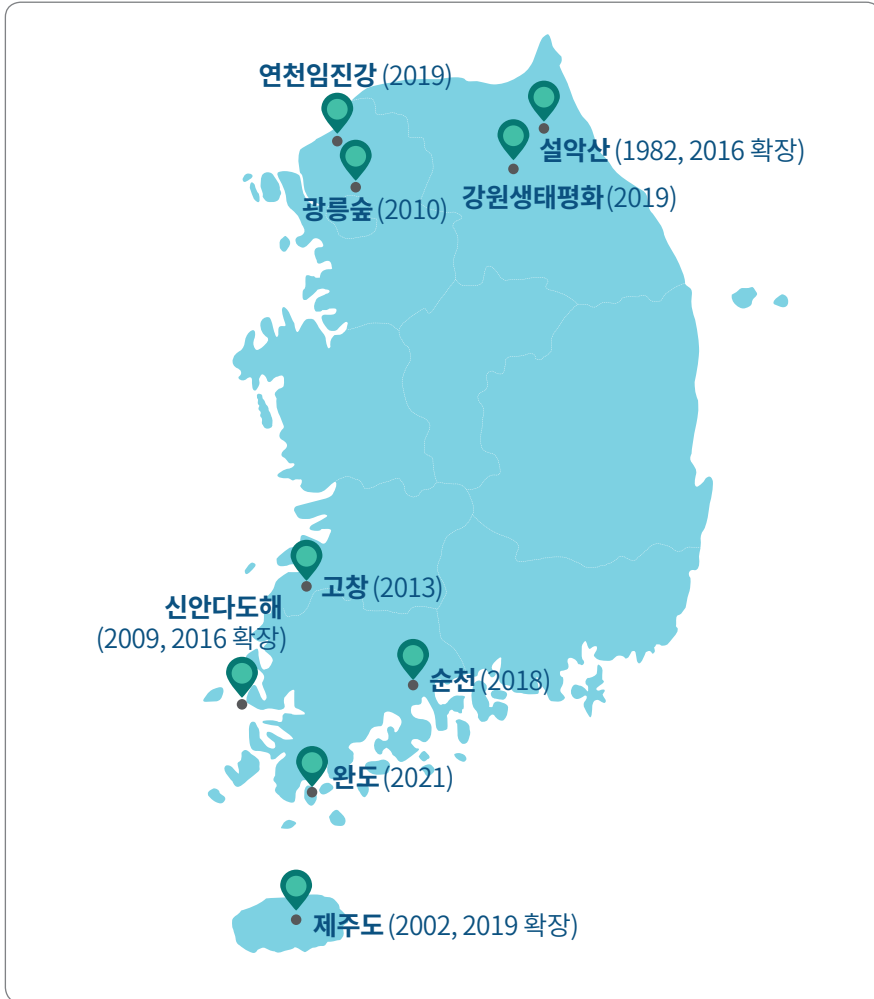 연천임진강 (2019)
설악산 (1982, 2016 확장)
강원생태평화(2019)
광릉숲 (2010)
고창 (2013)
신안다도해
(2009, 2016 확장)
순천 (2018)
완도 (2021)
제주도 (2002, 2019 확장)